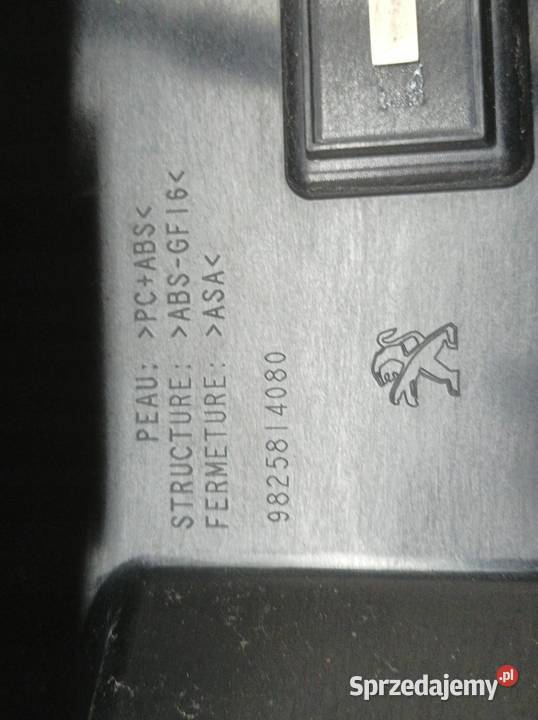 PEAU: >PC+ABS<
STRUCTURE: >ABS-GF16<
FERMETURE: >ASA<
9825814080
Sprzedajemy.pl